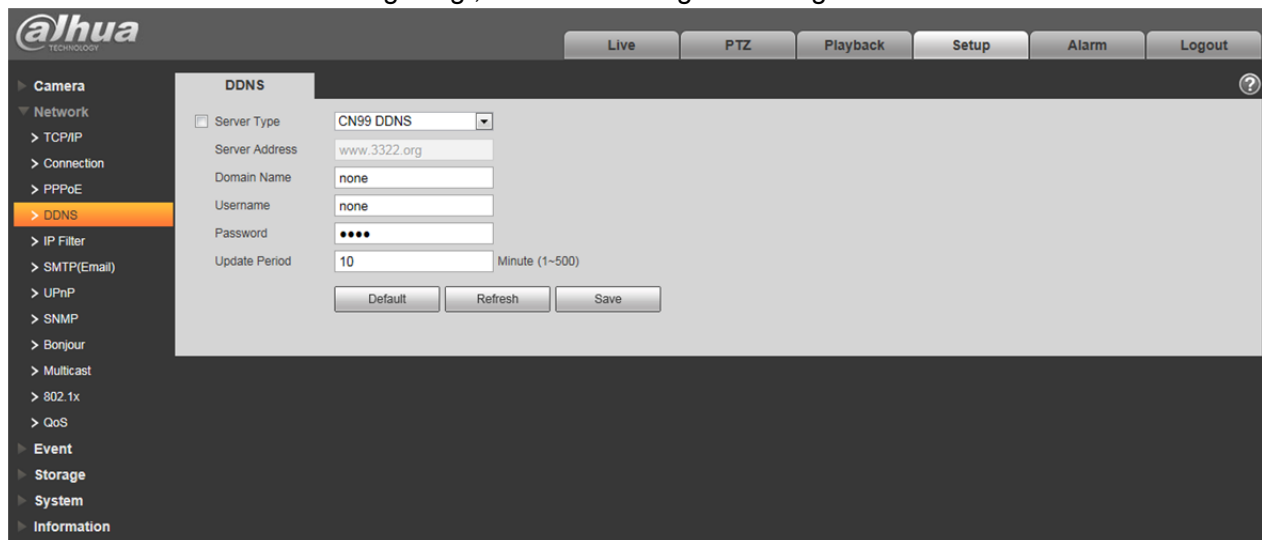 alhua
TECHNOLOGY
Live
PTZ
Playback
Setup
Alarm
Logout
Camera
Network
> TCP/IP
> Connection
> PPPoE
> DDNS
> IP Filter
> SMTP(Email)
> UPnP
> SNMP
> Bonjour
> Multicast
> 802.1x
> QoS
Event
Storage
System
Information
DDNS
?
Server Type CN99 DDNS
Server Address www.3322.org
Domain Name none
Username none
Password ●●●●
Update Period 10 Minute (1~500)
Default Refresh Save